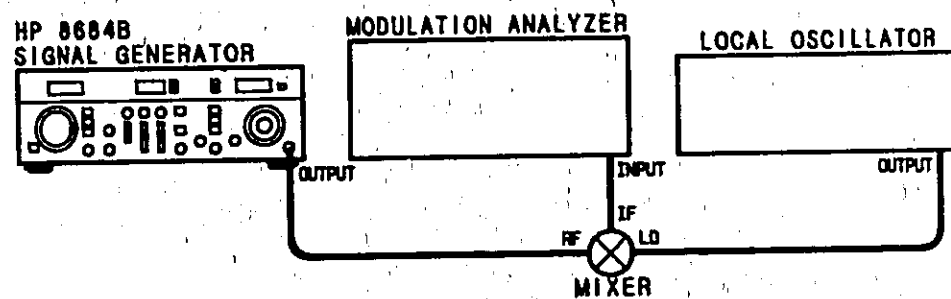 HP 8684B
SIGNAL GENERATOR
MODULATION ANALYZER
LOCAL OSCILLATOR
OUTPUT
INPUT
OUTPUT
IF
RF
LO
MIXER